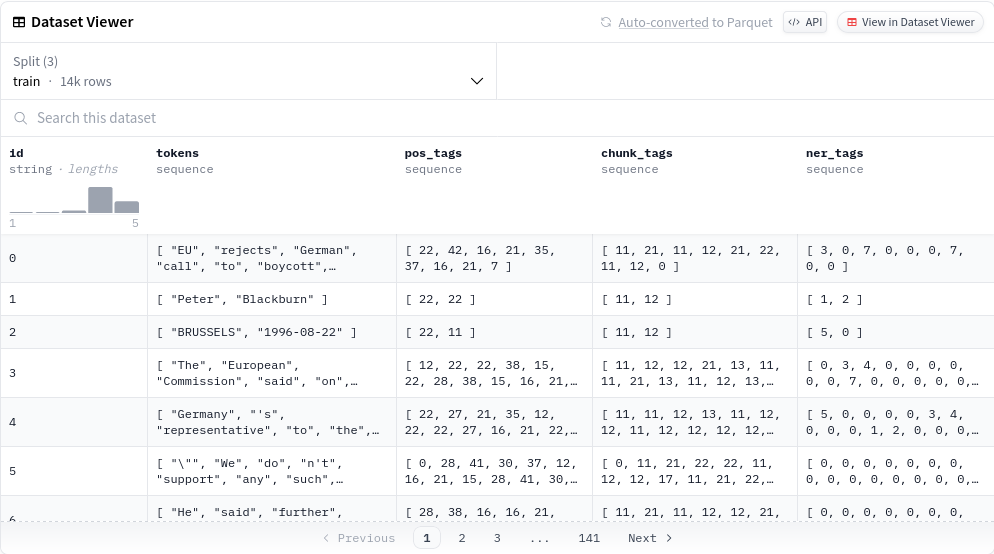 Dataset Viewer
Auto-converted to Parquet
API
View in Dataset Viewer
Split (3)
train · 14k rows
Search this dataset
id tokens pos_tags chunk_tags ner_tags
string · lengths sequence sequence sequence sequence
1 5
0
[ "EU", "rejects", "German",
"call", "to", "boycott",…
[ 22, 42, 16, 21, 35,
37, 16, 21, 7 ]
[ 11, 21, 11, 12, 21, 22,
11, 12, 0 ]
[ 3, 0, 7, 0, 0, 0, 7,
0, 0 ]
1
[ "Peter", "Blackburn" ]
[ 22, 22 ]
[ 11, 12 ]
[ 1, 2 ]
2
[ "BRUSSELS", "1996-08-22" ]
[ 22, 11 ]
[ 11, 12 ]
[ 5, 0 ]
3
[ "The", "European",
"Commission", "said", "on",…
[ 12, 22, 22, 38, 15,
22, 28, 38, 15, 16, 21,…
[ 11, 12, 12, 21, 13, 11,
11, 21, 13, 11, 12, 13,…
[ 0, 3, 4, 0, 0, 0, 0,
0, 0, 7, 0, 0, 0, 0, 0,…
4
[ "Germany", "'s",
"representative", "to", "the",…
[ 22, 27, 21, 35, 12,
22, 22, 27, 16, 21, 22,…
[ 11, 11, 12, 13, 11, 12,
12, 11, 12, 12, 12, 12,…
[ 5, 0, 0, 0, 0, 3, 4,
0, 0, 0, 1, 2, 0, 0, 0,…
5
[ "\"", "We", "do", "n't",
"support", "any", "such",…
[ 0, 28, 41, 30, 37, 12,
16, 21, 15, 28, 41, 30,…
[ 0, 11, 21, 22, 22, 11,
12, 12, 17, 11, 21, 22,…
[ 0, 0, 0, 0, 0, 0, 0,
0, 0, 0, 0, 0, 0, 0, 0,…
6
[ "He", "said", "further",
[ 28, 38, 16, 16, 21,
[ 11, 21, 11, 12, 12, 21,
[ 0, 0, 0, 0, 0, 0, 0,
Previous 1 2 3 ... 141 Next